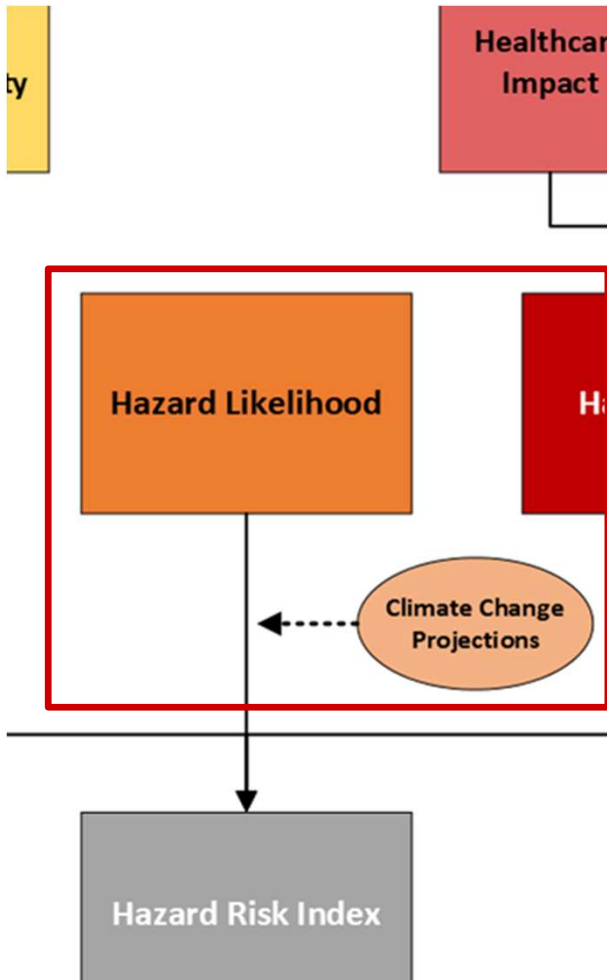 ty
Healthcar
Impact
Hazard Likelihood
Ha
Climate Change
Projections
Hazard Risk Index